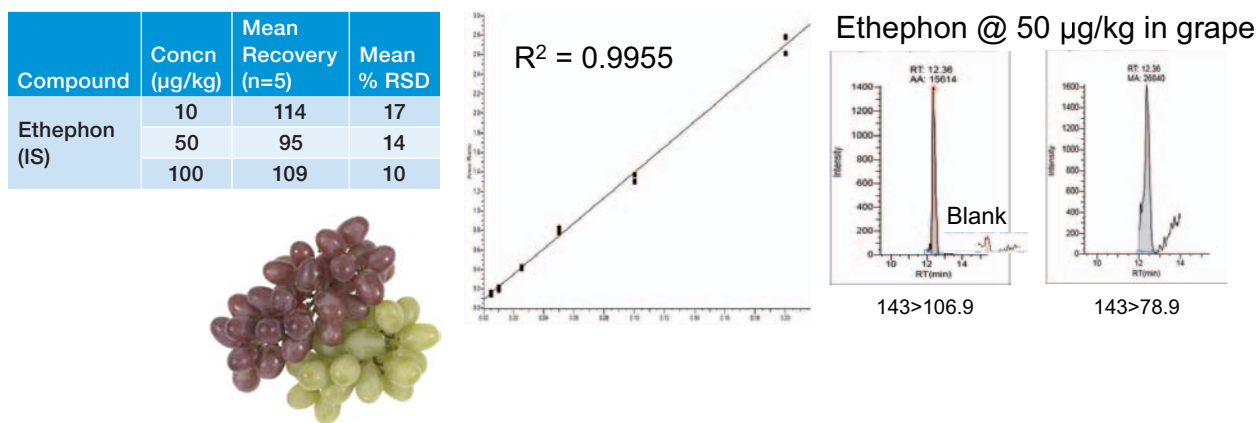 Compound
Concn (µg/kg)
Mean Recovery (n=5)
Mean % RSD
Ethephon (IS)
10 114 17
50 95 14
100 109 10
R² = 0.9955
Ethephon @ 50 µg/kg in grape
RT: 12.36
AA: 15614
1400
1200
1000
800
600
400
200
0
Intensity
Blank
10 12 14
RT(min)
143>106.9
RT: 12.36
MA: 26840
1600
1400
1200
1000
800
600
400
200
0
Intensity
10 12 14
RT(min)
143>78.9